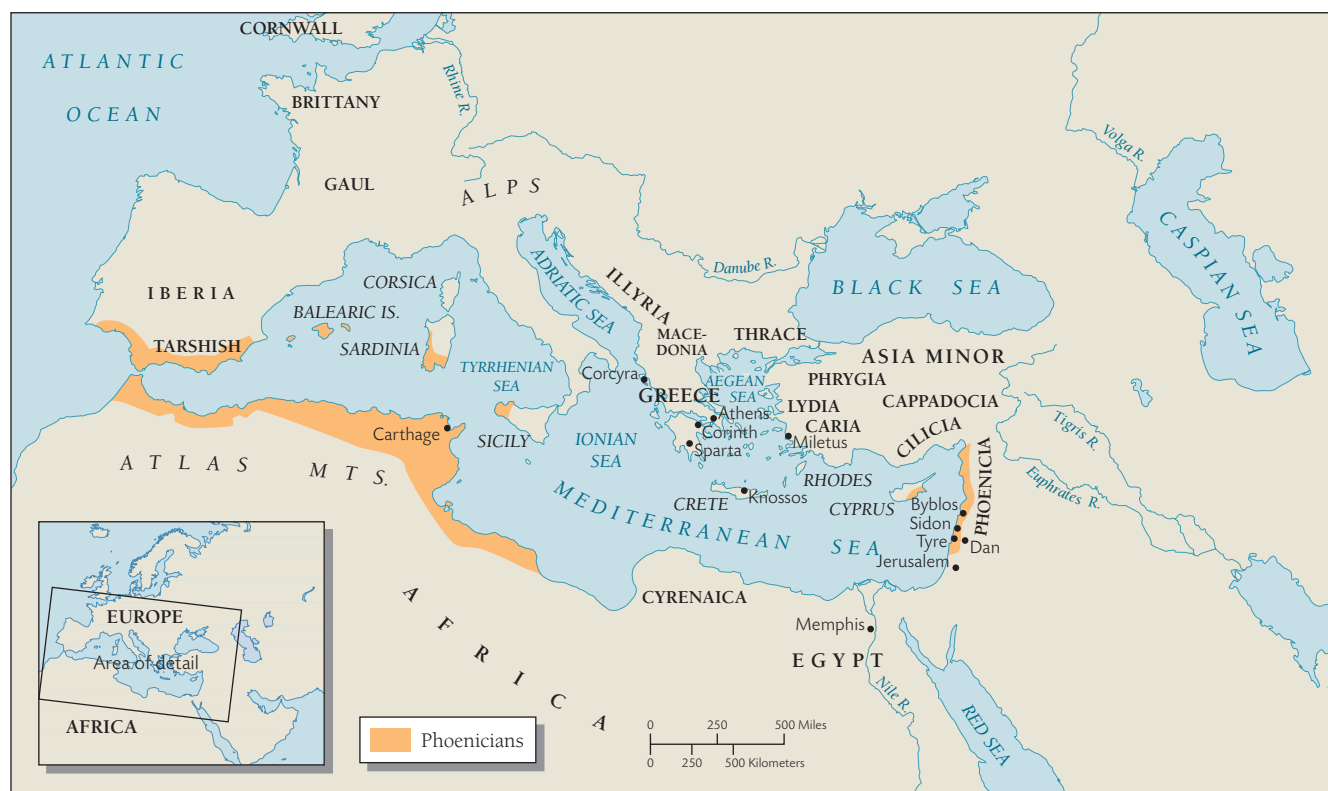 CORNWALL
ATLANTIC
OCEAN
Rhine R.
BRITTANY
Volga R.
GAUL
ALPS
CASPIAN SEA
ADRIATIC SEA
Danube R.
CORSICA
ILLYRIA
BLACK SEA
IBERIA
BALEARIC IS.
MACE-
DONIA
THRACE
TARSHISH
SARDINIA
ASIA MINOR
TYRRHENIAN
SEA
Corcyra
AEGEAN
SEA
PHRYGIA
GREECE
CAPPADOCIA
LYDIA
Athens
CARIA
Tigris R.
Carthage
SICILY
IONIAN
SEA
Corinth
Miletus
CILICIA
Sparta
ATLAS MTS.
RHODES
Euphrates R.
PHOENICIA
CRETE
Knossos
CYPRUS
Byblos
MEDITERRANEAN SEA
Sidon
Tyre
Dan
Jerusalem
AFRICA
CYRENAICA
Memphis
EGYPT
Nile R.
RED SEA
EUROPE
Area of detail
AFRICA
Phoenicians
0 250 500 Miles
0 250 500 Kilometers